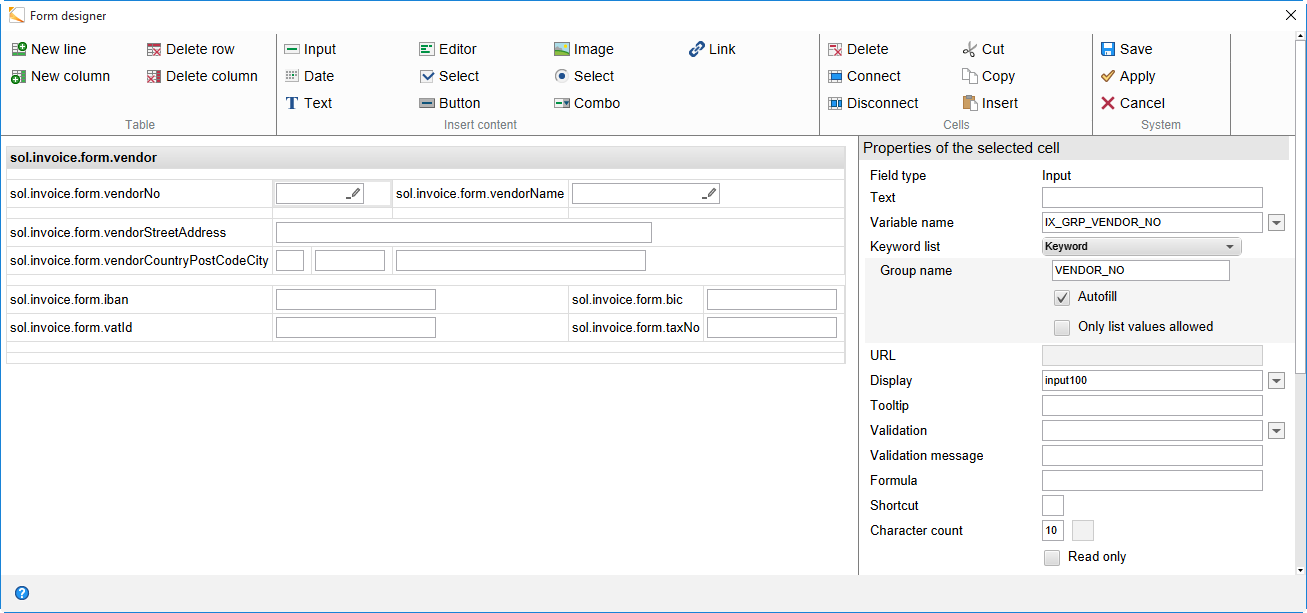 Form designer
New line Delete row Input Editor Image Link Delete Cut Save
New column Delete column Date Select Select Connect Copy Apply
T Text Button Combo Disconnect Insert Cancel
Table Insert content Cells System
sol.invoice.form.vendor
sol.invoice.form.vendorNo sol.invoice.form.vendorName
sol.invoice.form.vendorStreetAddress
sol.invoice.form.vendorCountryPostCodeCity
sol.invoice.form.iban sol.invoice.form.bic
sol.invoice.form.vatId sol.invoice.form.taxNo
Properties of the selected cell
Field type Input
Text
Variable name IX_GRP_VENDOR_NO
Keyword list Keyword
Group name VENDOR_NO
Autofill
Only list values allowed
URL
Display input100
Tooltip
Validation
Validation message
Formula
Shortcut
Character count 10
Read only
?